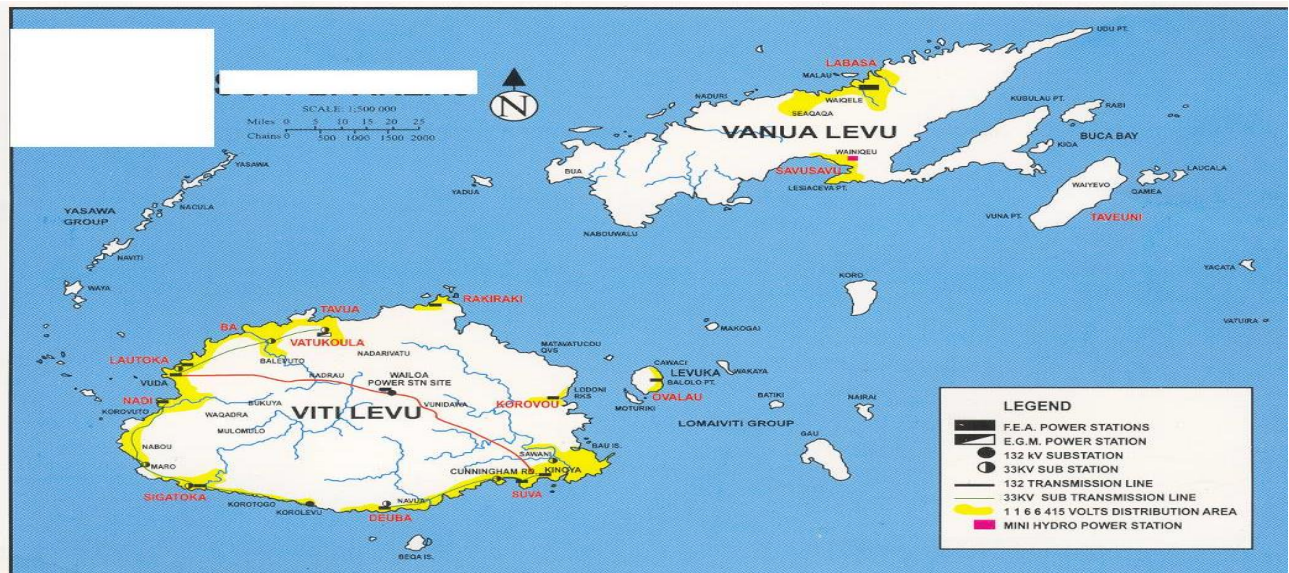 SCALE: 1:500 000
Miles 0 5 10 15 20 25
Chains 0 500 1000 1500 2000
N
UDU PT.
LABASA
MALAU
NADURI
WAIQELE
SEAQAQA
KUBULAU PT.
RABI
VANUA LEVU
BUCA BAY
KIOA
WAINIQEU
YASAWA
BUA
SAVUSAVU
LAUCALA
YADUA
LESIACEVA PT.
WAIYEVO
QAMEA
NACULA
YASAWA
GROUP
VUNA PT.
TAVEUNI
NABOUWALU
NAVITI
YACATA
KORO
WAYA
RAKIRAKI
TAVUA
VATUIRA
BA
MAKOGAI
VATUKOULA
MATAVATUCOU
QVS
NADARIVATU
LAUTOKA
BALEVUTO
CAWACI
LEVUKA
WAKAYA
NADRAU
WAILOA
POWER STN SITE
VUDA
BALOLO PT.
LODONI
RKS
OVALAU
NADI
BUKUYA
VUNIDAWA
KOROVOU
MOTURIKI
BATIKI
NAIRAI
KOROVUTO
WAQADRA
VITI LEVU
LOMAIVITI GROUP
MULOMULO
BAU IS.
NABOU
SAWANI
GAU
MARO
CUNNINGHAM RD.
KINOYA
SIGATOKA
SUVA
KOROTOGO
NAVUA
KOROLEVU
DEUBA
BEQA IS.
LEGEND
F.E.A. POWER STATIONS
E.G.M. POWER STATION
132 kV SUBSTATION
33KV SUB STATION
132 TRANSMISSION LINE
33KV SUB TRANSMISSION LINE
1 1 6 6 415 VOLTS DISTRIBUTION AREA
MINI HYDRO POWER STATION